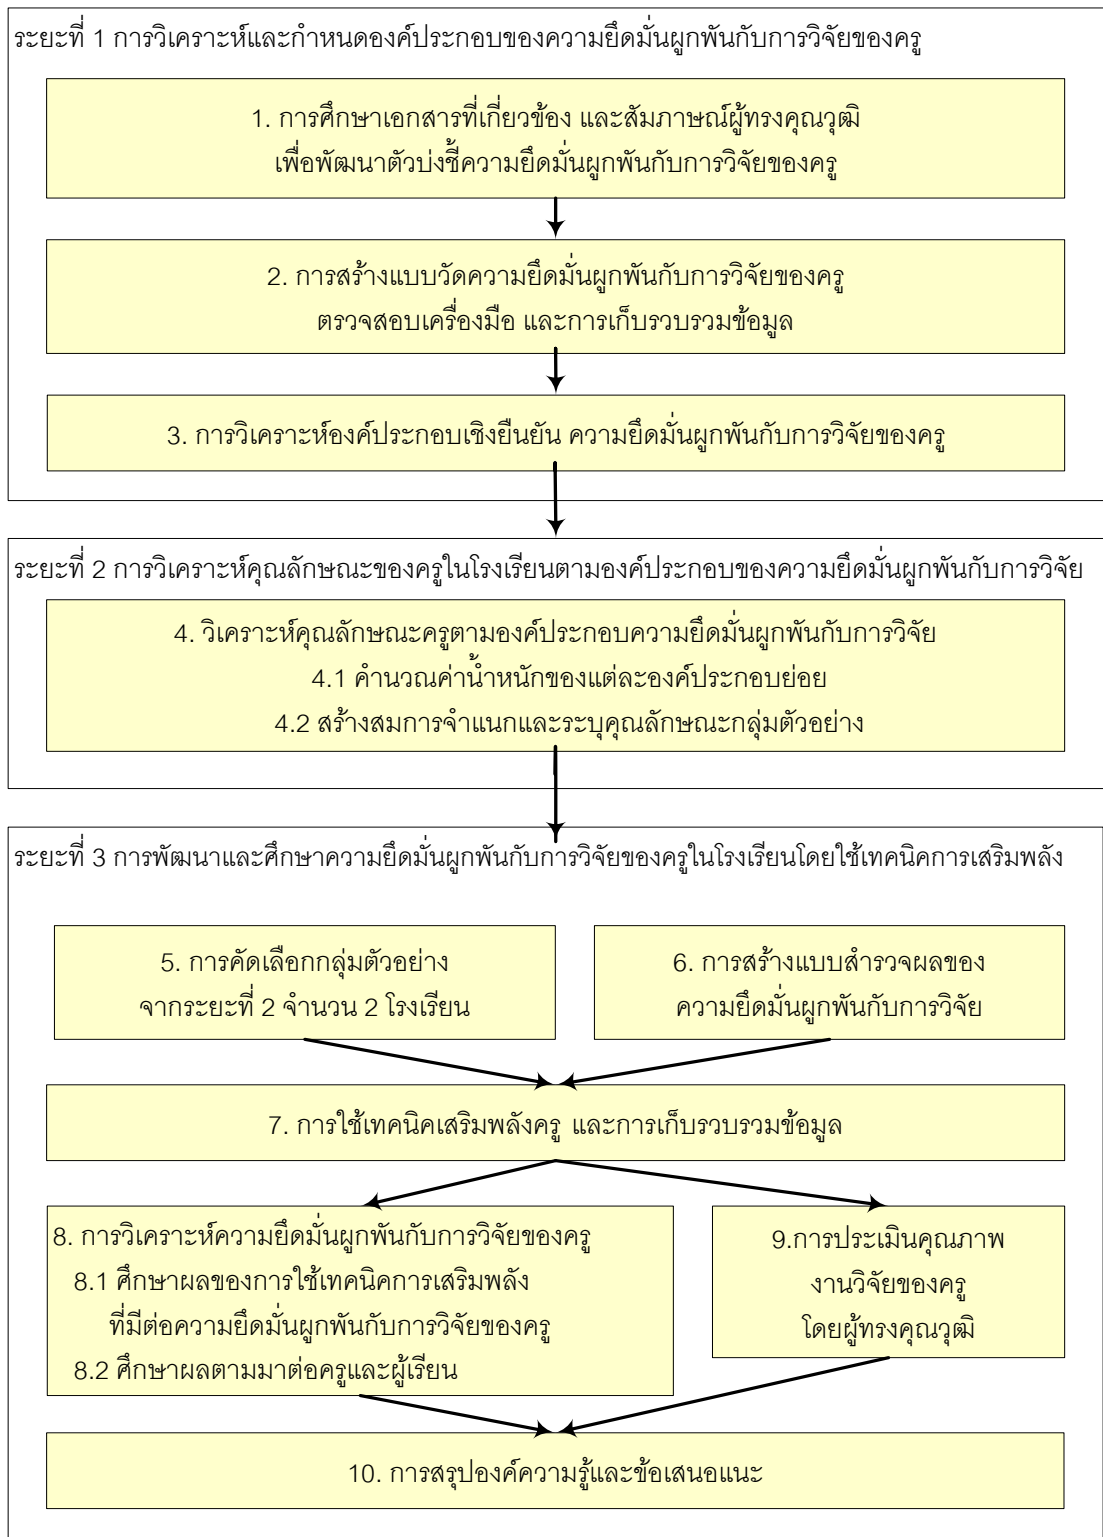 ระยะที่ 1 การวิเคราะห์และกำหนดองค์ประกอบของความยึดมั่นผูกพันกับการวิจัยของครู
1. การศึกษาเอกสารที่เกี่ยวข้อง และสัมภาษณ์ผู้ทรงคุณวุฒิ
เพื่อพัฒนาตัวบ่งชี้ความยึดมั่นผูกพันกับการวิจัยของครู
2. การสร้างแบบวัดความยึดมั่นผูกพันกับการวิจัยของครู
ตรวจสอบเครื่องมือ และการเก็บรวบรวมข้อมูล
3. การวิเคราะห์องค์ประกอบเชิงยืนยัน ความยึดมั่นผูกพันกับการวิจัยของครู
ระยะที่ 2 การวิเคราะห์คุณลักษณะของครูในโรงเรียนตามองค์ประกอบของความยึดมั่นผูกพันกับการวิจัย
4. วิเคราะห์คุณลักษณะครูตามองค์ประกอบความยึดมั่นผูกพันกับการวิจัย
4.1 คำนวณค่าน้ำหนักของแต่ละองค์ประกอบย่อย
4.2 สร้างสมการจำแนกและระบุคุณลักษณะกลุ่มตัวอย่าง
ระยะที่ 3 การพัฒนาและศึกษาความยึดมั่นผูกพันกับการวิจัยของครูในโรงเรียนโดยใช้เทคนิคการเสริมพลัง
5. การคัดเลือกกลุ่มตัวอย่าง
จากระยะที่ 2 จำนวน 2 โรงเรียน
6. การสร้างแบบสำรวจผลของ
ความยึดมั่นผูกพันกับการวิจัย
7. การใช้เทคนิคเสริมพลังครู และการเก็บรวบรวมข้อมูล
8. การวิเคราะห์ความยึดมั่นผูกพันกับการวิจัยของครู
8.1 ศึกษาผลของการใช้เทคนิคการเสริมพลัง
ที่มีต่อความยึดมั่นผูกพันกับการวิจัยของครู
8.2 ศึกษาผลตามมาต่อครูและผู้เรียน
9.การประเมินคุณภาพ
งานวิจัยของครู
โดยผู้ทรงคุณวุฒิ
10. การสรุปองค์ความรู้และข้อเสนอแนะ